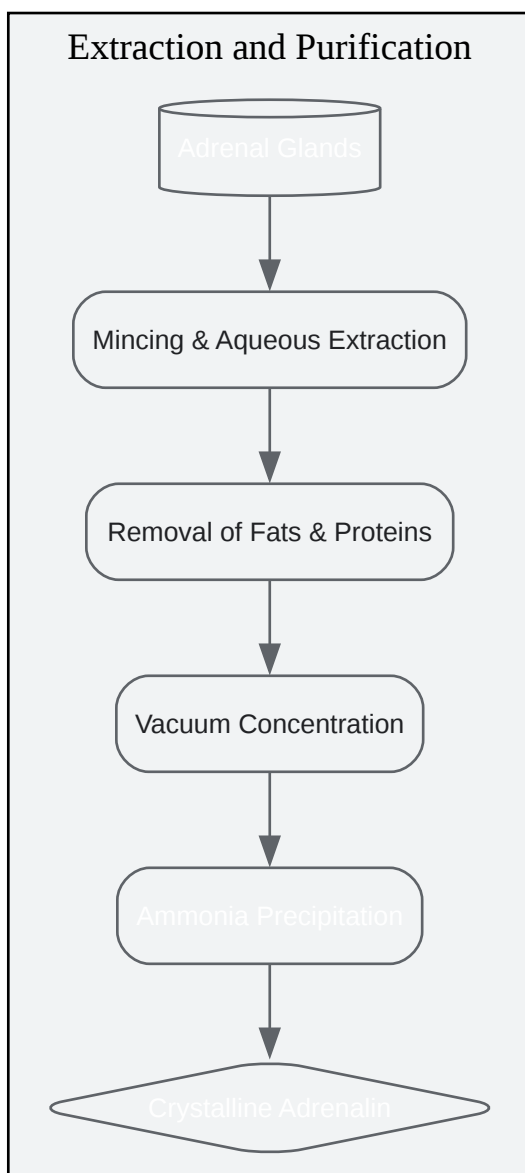 Extraction and Purification
Adrenal Glands
Mincing & Aqueous Extraction
Removal of Fats & Proteins
Vacuum Concentration
Ammonia Precipitation
Crystalline Adrenalin